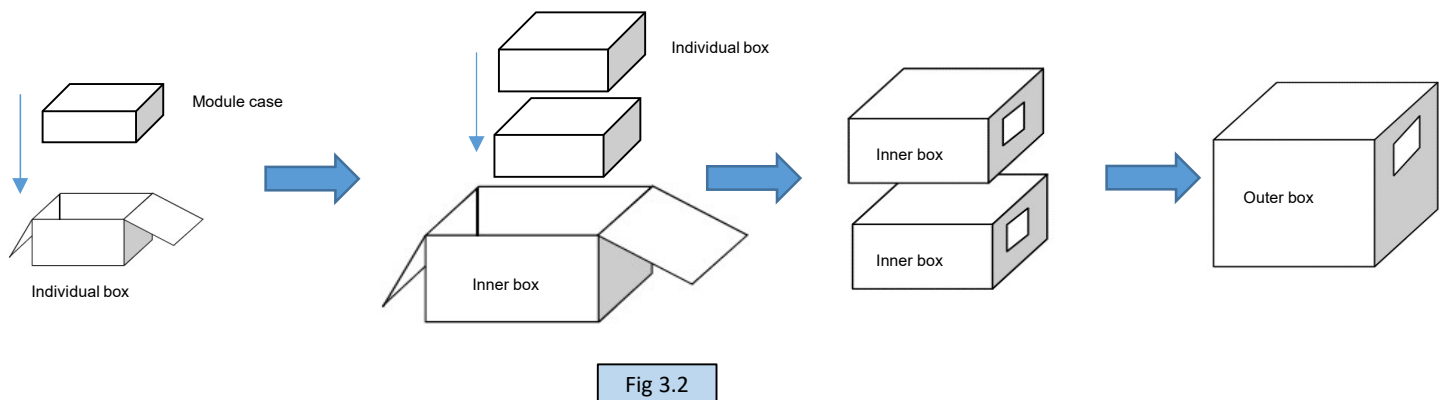 Module case
Individual box
Individual box
Inner box
Inner box
Inner box
Outer box
Fig 3.2